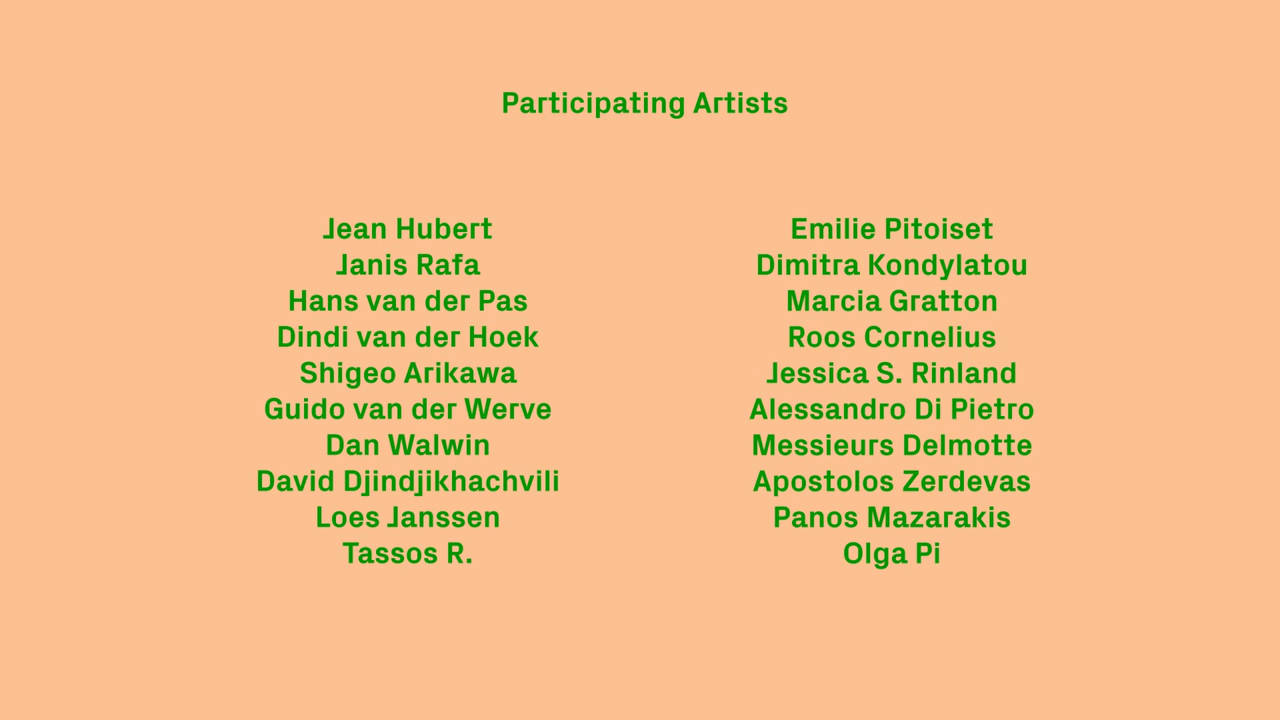 Participating Artists
Jean Hubert
Janis Rafa
Hans van der Pas
Dindi van der Hoek
Shigeo Arikawa
Guido van der Werve
Dan Walwin
David Djindjikhachvili
Loes Janssen
Tassos R.
Emilie Pitoiset
Dimitra Kondylatou
Marcia Gratton
Roos Cornelius
Jessica S. Rinland
Alessandro Di Pietro
Messieurs Delmotte
Apostolos Zerdevas
Panos Mazarakis
Olga Pi